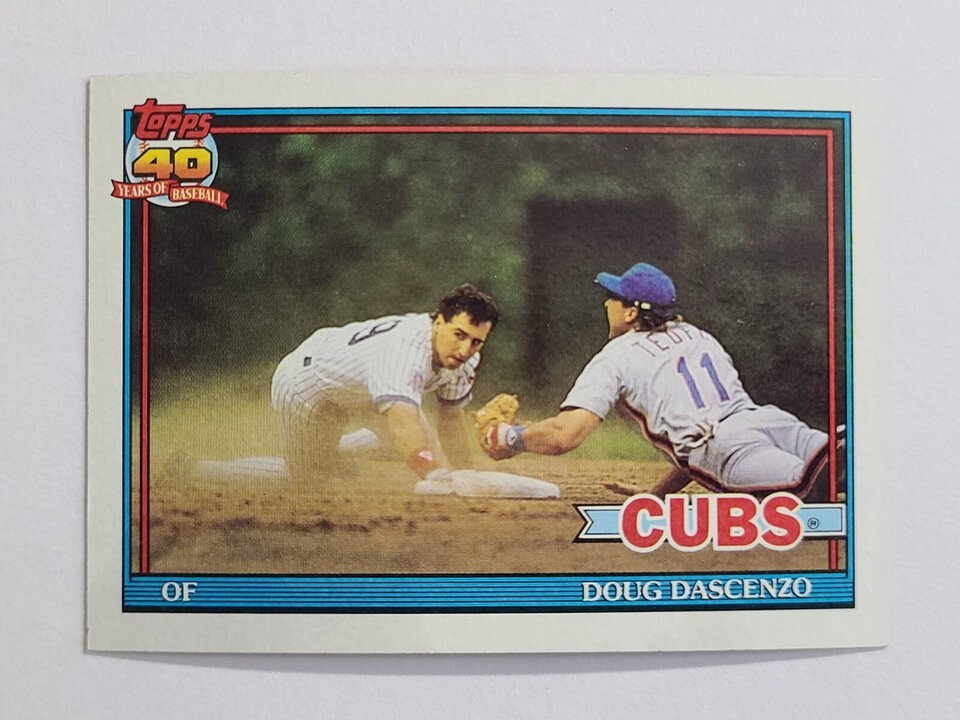 Topps
40
YEARS OF BASEBALL
9
TEUF
11
CUBS®
OF
DOUG DASCENZO